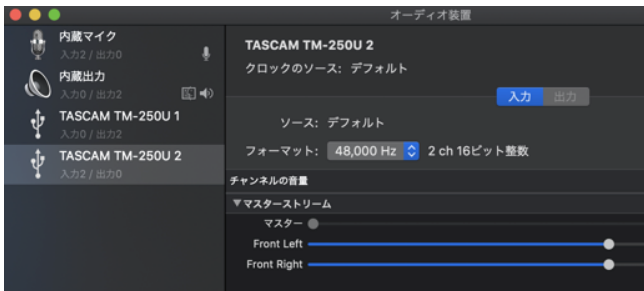 オーディオ装置
内蔵マイク
入力2 / 出力0
内蔵出力
入力0 / 出力2
TASCAM TM-250U 1
入力0 / 出力2
TASCAM TM-250U 2
入力2 / 出力0
TASCAM TM-250U 2
クロックのソース: デフォルト
入力 出力
ソース: デフォルト
フォーマット: 48,000 Hz 2 ch 16ビット整数
チャンネルの音量
▼マスターストリーム
マスター
Front Left
Front Right